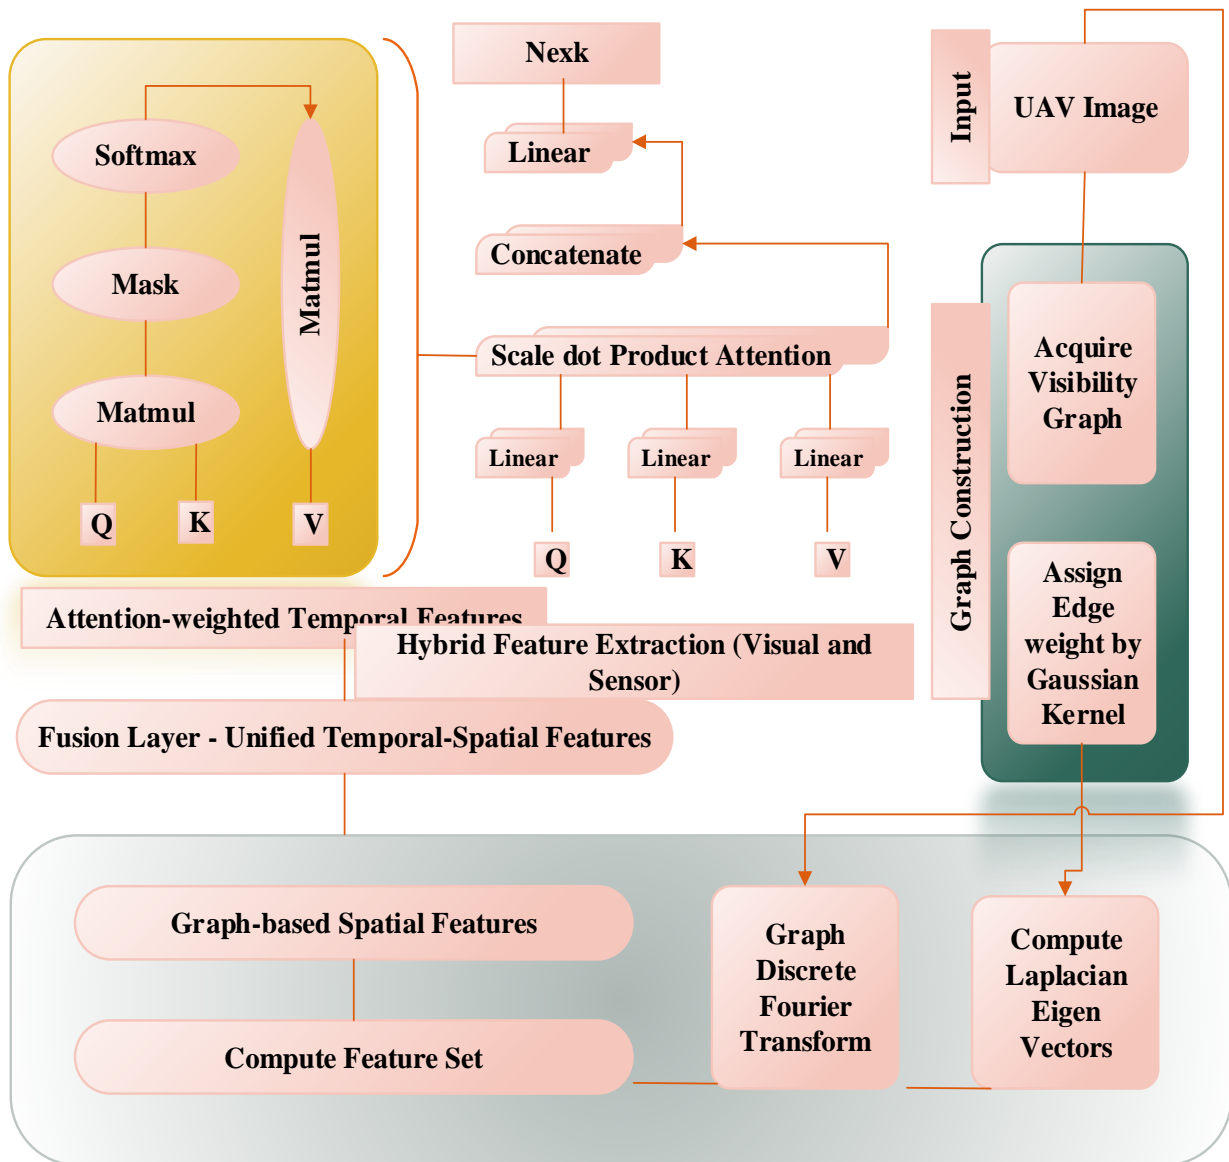 Nexk
Linear
Concatenate
Scale dot Product Attention
Linear
Linear
Linear
Q
K
V
Softmax
Mask
Matmul
Matmul
Q
K
V
Input
UAV Image
Graph Construction
Acquire
Visibility
Graph
Assign
Edge
weight by
Gaussian
Kernel
Attention-weighted Temporal Features
Hybrid Feature Extraction (Visual and
Sensor)
Fusion Layer - Unified Temporal-Spatial Features
Graph-based Spatial Features
Compute Feature Set
Graph
Discrete
Fourier
Transform
Compute
Laplacian
Eigen
Vectors